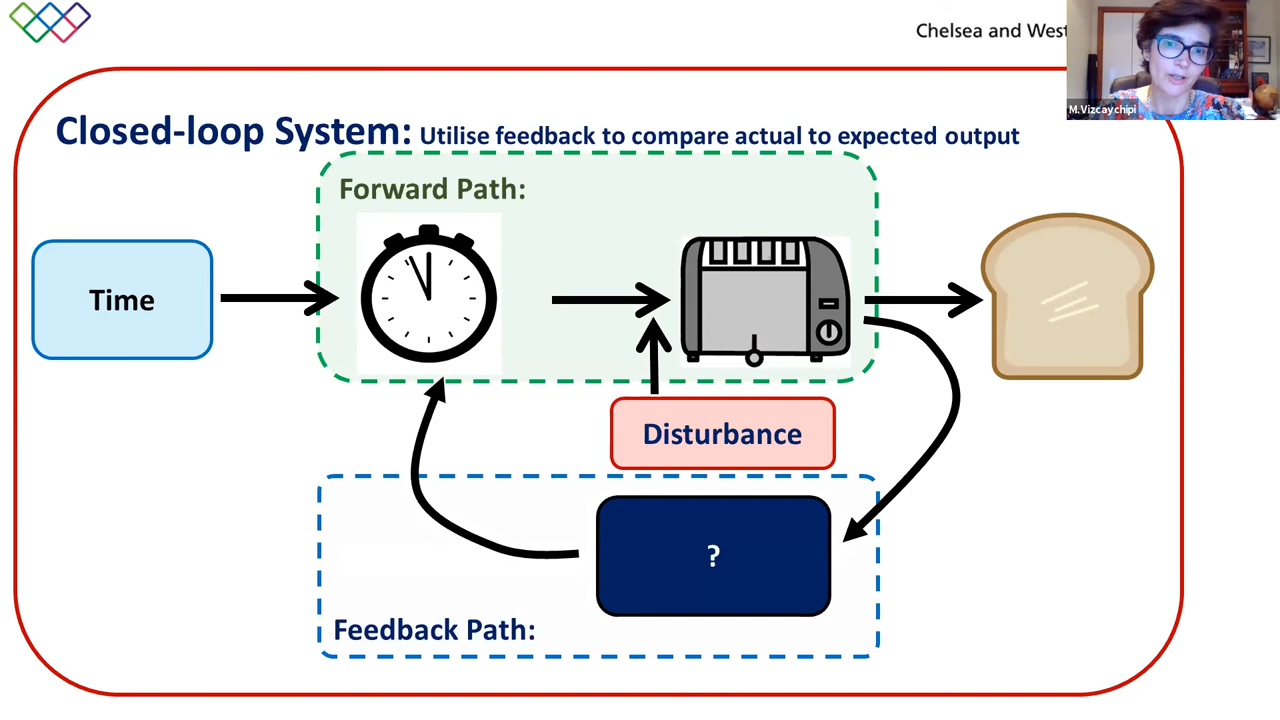 Chelsea and West
M.Vizcaychipi
Closed-loop System: Utilise feedback to compare actual to expected output
Forward Path:
Time
Disturbance
?
Feedback Path: